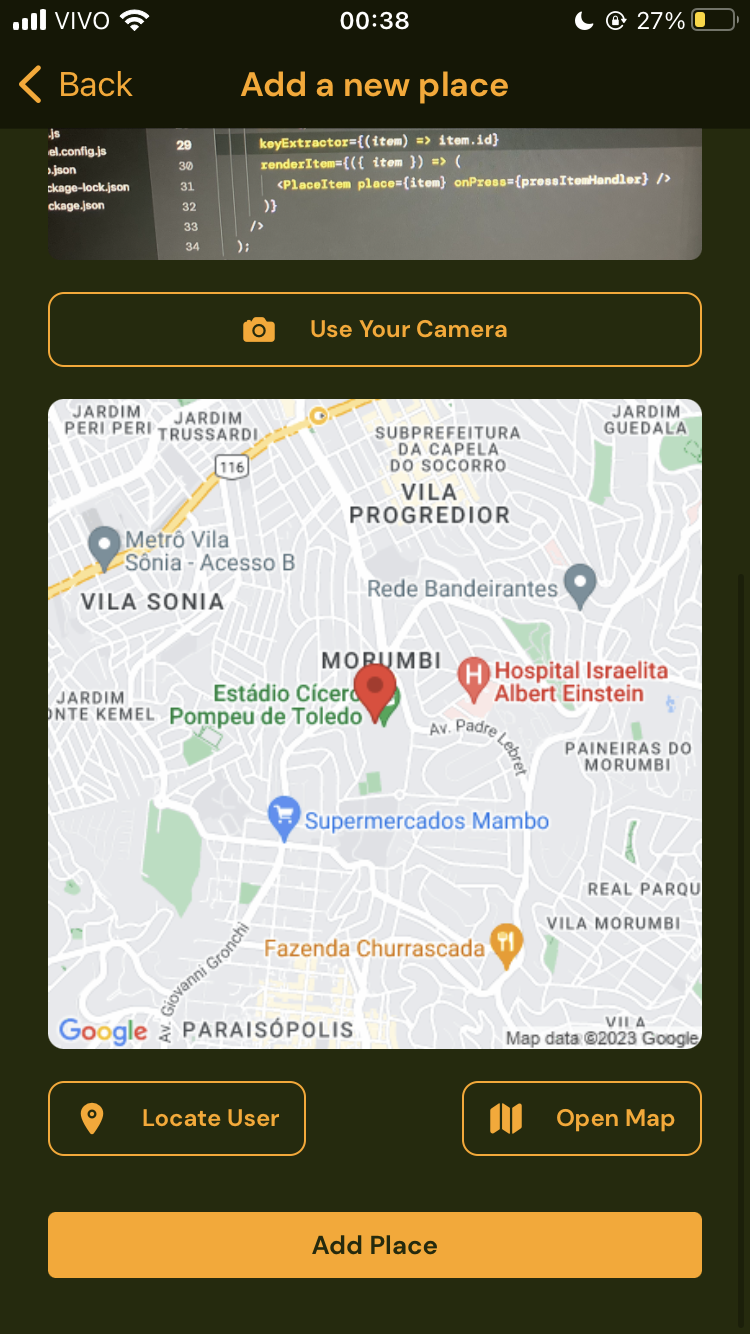 VIVO 00:38 27%
Back Add a new place
.js
el.config.js 29 keyExtractor={(item) => item.id}
.json 30 renderItem={({ item }) => (
ckage-lock.json 31 <PlaceItem place={item} onPress={pressItemHandler} />
ckage.json 32 )}
33 />
34 );
Use Your Camera
JARDIM
PERI PERI
JARDIM
TRUSSARDI
SUBPREFEITURA
DA CAPELA
DO SOCORRO
JARDIM
GUEDALA
116
VILA
PROGREDIOR
Metrô Vila
Sônia - Acesso B
Rede Bandeirantes
VILA SONIA
MORUMBI
Hospital Israelita
Albert Einstein
Estádio Cícero
Pompeu de Toledo
JARDIM
ONTE KEMEL
Av. Padre Lebret
PAINEIRAS DO
MORUMBI
Supermercados Mambo
REAL PARQU
VILA MORUMBI
Fazenda Churrascada
Av. Giovanni Gronchi
PARAISÓPOLIS
VILA
Google
Map data ©2023 Google
Locate User
Open Map
Add Place